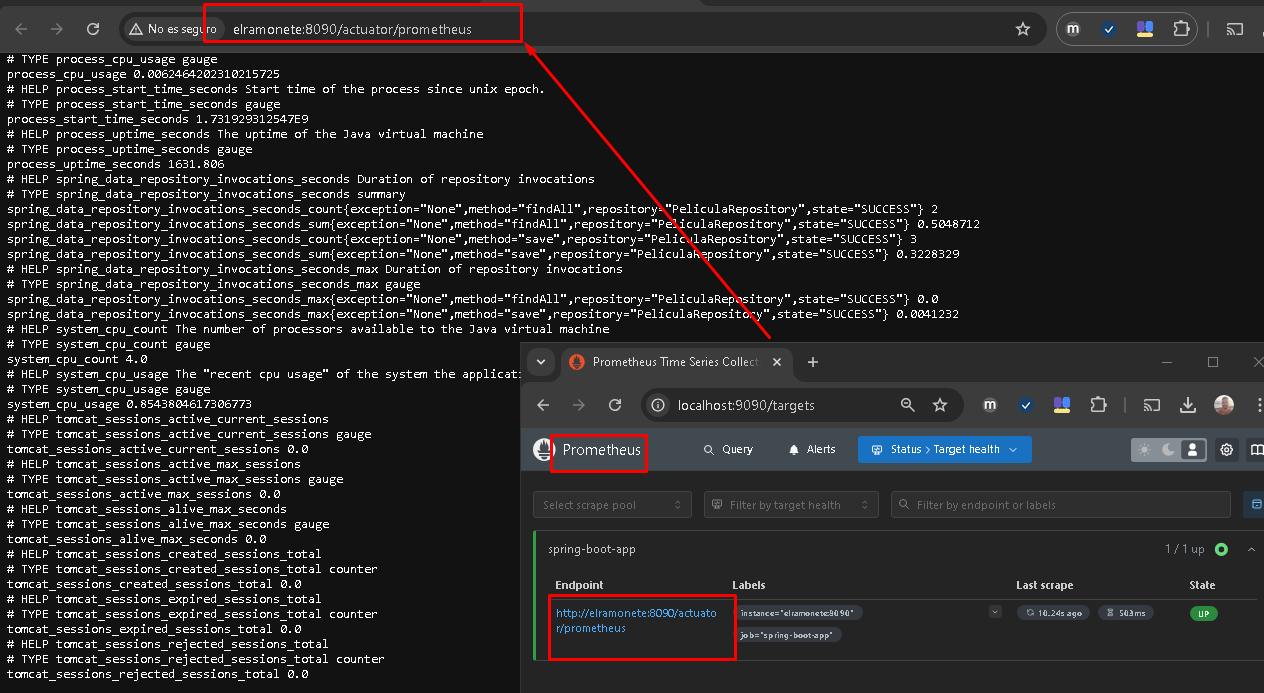 No es seguro
elramonete:8090/actuator/prometheus
m
# TYPE process_cpu_usage gauge
process_cpu_usage 0.0062464202310215725
# HELP process_start_time_seconds Start time of the process since unix epoch.
# TYPE process_start_time_seconds gauge
process_start_time_seconds 1.731929312547E9
# HELP process_uptime_seconds The uptime of the Java virtual machine
# TYPE process_uptime_seconds gauge
process_uptime_seconds 1631.806
# HELP spring_data_repository_invocations_seconds Duration of repository invocations
# TYPE spring_data_repository_invocations_seconds summary
spring_data_repository_invocations_seconds_count{exception="None",method="findAll",repository="PeliculaRepository",state="SUCCESS"} 2
spring_data_repository_invocations_seconds_sum{exception="None",method="findAll",repository="PeliculaRepository",state="SUCCESS"} 0.5048712
spring_data_repository_invocations_seconds_count{exception="None",method="save",repository="PeliculaRepository",state="SUCCESS"} 3
spring_data_repository_invocations_seconds_sum{exception="None",method="save",repository="PeliculaRepository",state="SUCCESS"} 0.3228329
# HELP spring_data_repository_invocations_seconds_max Duration of repository invocations
# TYPE spring_data_repository_invocations_seconds_max gauge
spring_data_repository_invocations_seconds_max{exception="None",method="findAll",repository="PeliculaRepository",state="SUCCESS"} 0.0
spring_data_repository_invocations_seconds_max{exception="None",method="save",repository="PeliculaRepository",state="SUCCESS"} 0.0041232
# HELP system_cpu_count The number of processors available to the Java virtual machine
# TYPE system_cpu_count gauge
system_cpu_count 4.0
# HELP system_cpu_usage The "recent cpu usage" of the system the applicati
# TYPE system_cpu_usage gauge
system_cpu_usage 0.8543804617306773
# HELP tomcat_sessions_active_current_sessions
# TYPE tomcat_sessions_active_current_sessions gauge
tomcat_sessions_active_current_sessions 0.0
# HELP tomcat_sessions_active_max_sessions
# TYPE tomcat_sessions_active_max_sessions gauge
tomcat_sessions_active_max_sessions 0.0
# HELP tomcat_sessions_alive_max_seconds
# TYPE tomcat_sessions_alive_max_seconds gauge
tomcat_sessions_alive_max_seconds 0.0
# HELP tomcat_sessions_created_sessions_total
# TYPE tomcat_sessions_created_sessions_total counter
tomcat_sessions_created_sessions_total 0.0
# HELP tomcat_sessions_expired_sessions_total
# TYPE tomcat_sessions_expired_sessions_total counter
tomcat_sessions_expired_sessions_total 0.0
# HELP tomcat_sessions_rejected_sessions_total
# TYPE tomcat_sessions_rejected_sessions_total counter
tomcat_sessions_rejected_sessions_total 0.0
Prometheus Time Series Collect
localhost:9090/targets
m
Prometheus
Query
Alerts
Status > Target health
Select scrape pool
Filter by target health
Filter by endpoint or labels
spring-boot-app
1 / 1 up
Endpoint Labels Last scrape State
http://elramonete:8090/actuato
r/prometheus
instance="elramonete:8090"
job="spring-boot-app"
10.24s ago
503ms
UP